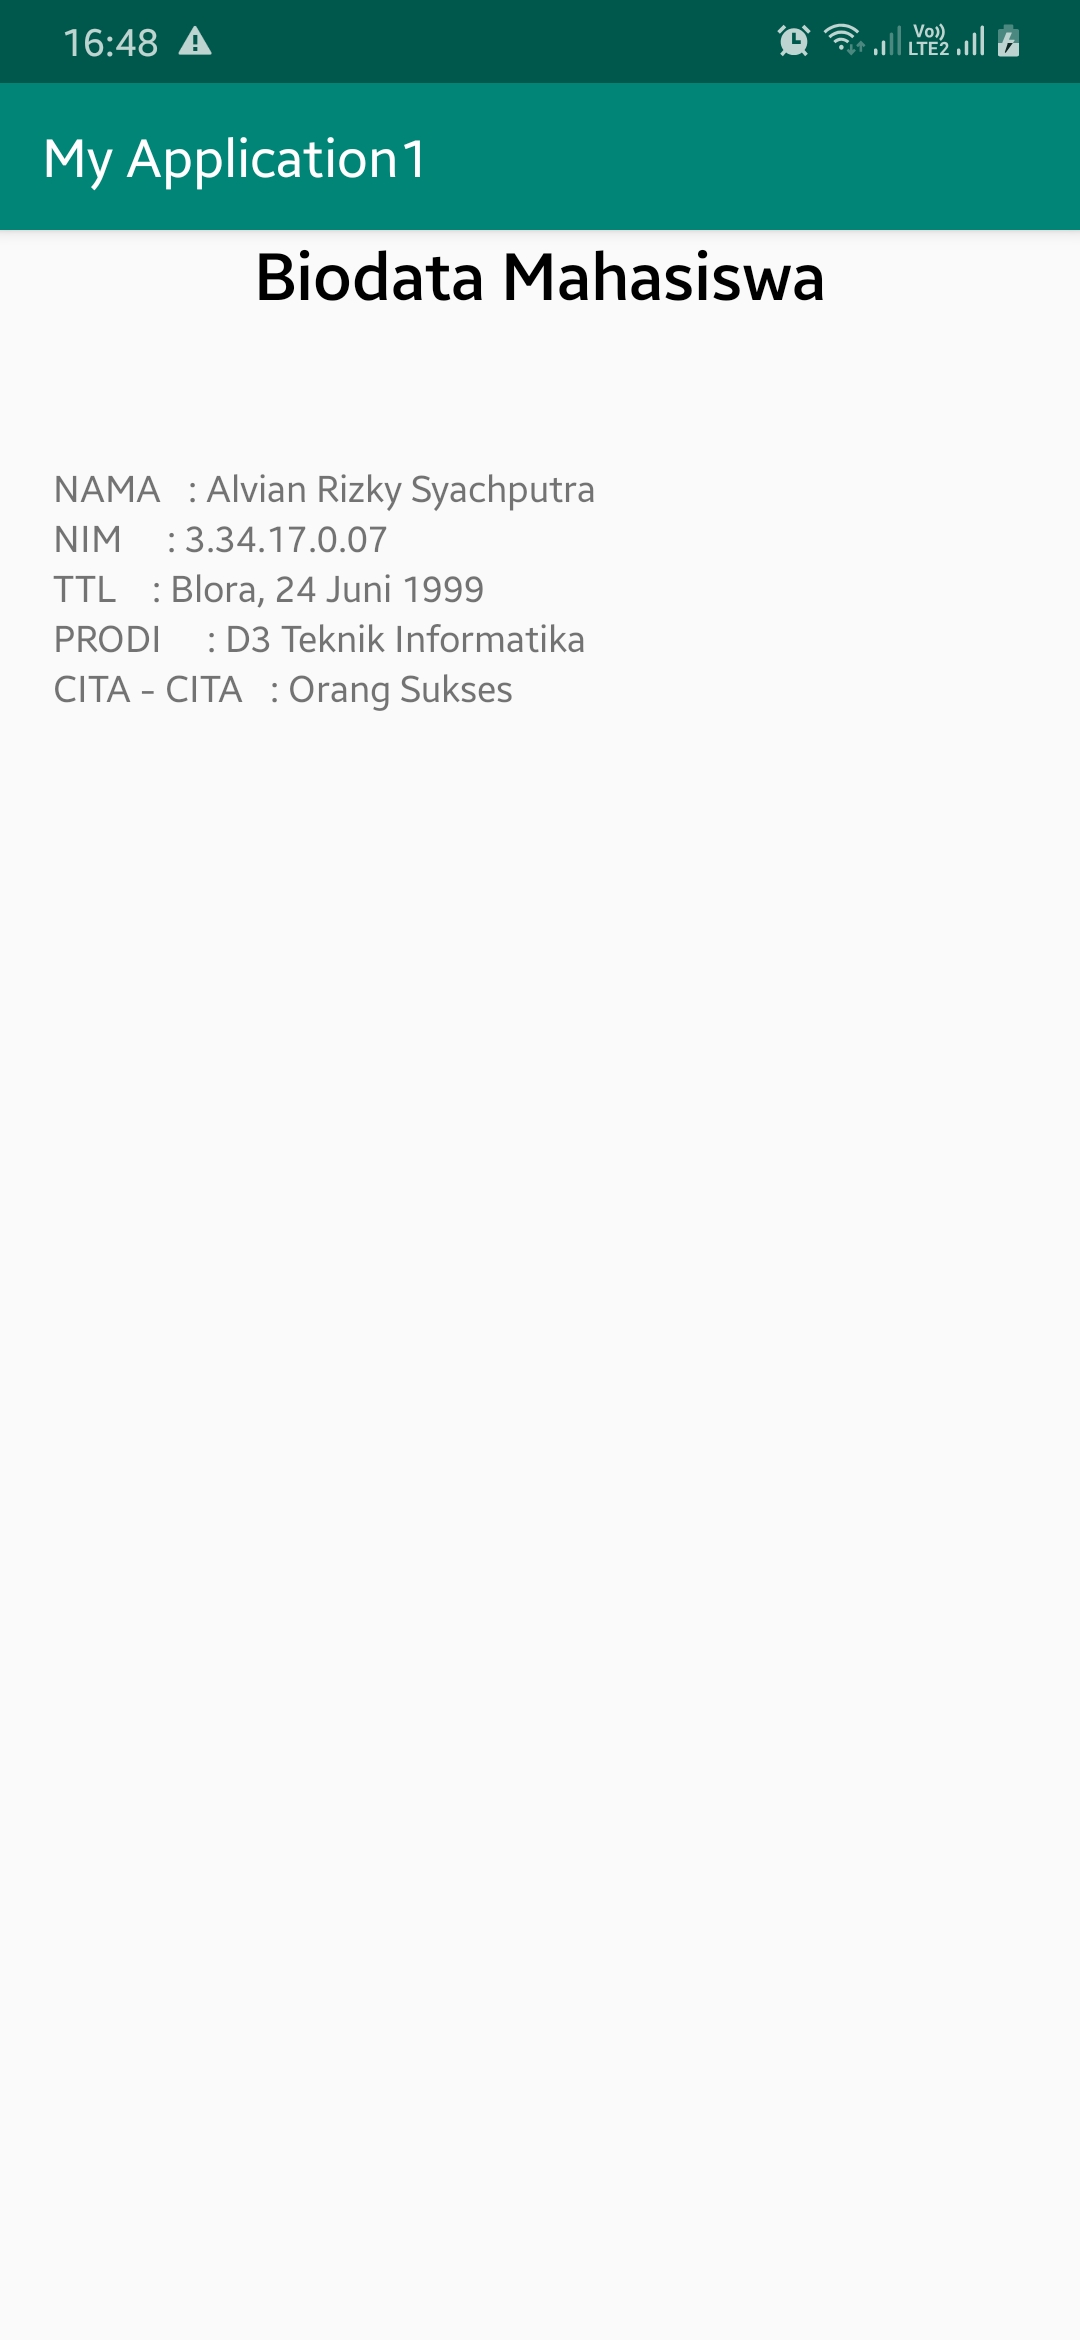 16:48
Vo)) LTE2
My Application1
Biodata Mahasiswa
NAMA : Alvian Rizky Syachputra
NIM : 3.34.17.0.07
TTL : Blora, 24 Juni 1999
PRODI : D3 Teknik Informatika
CITA - CITA : Orang Sukses